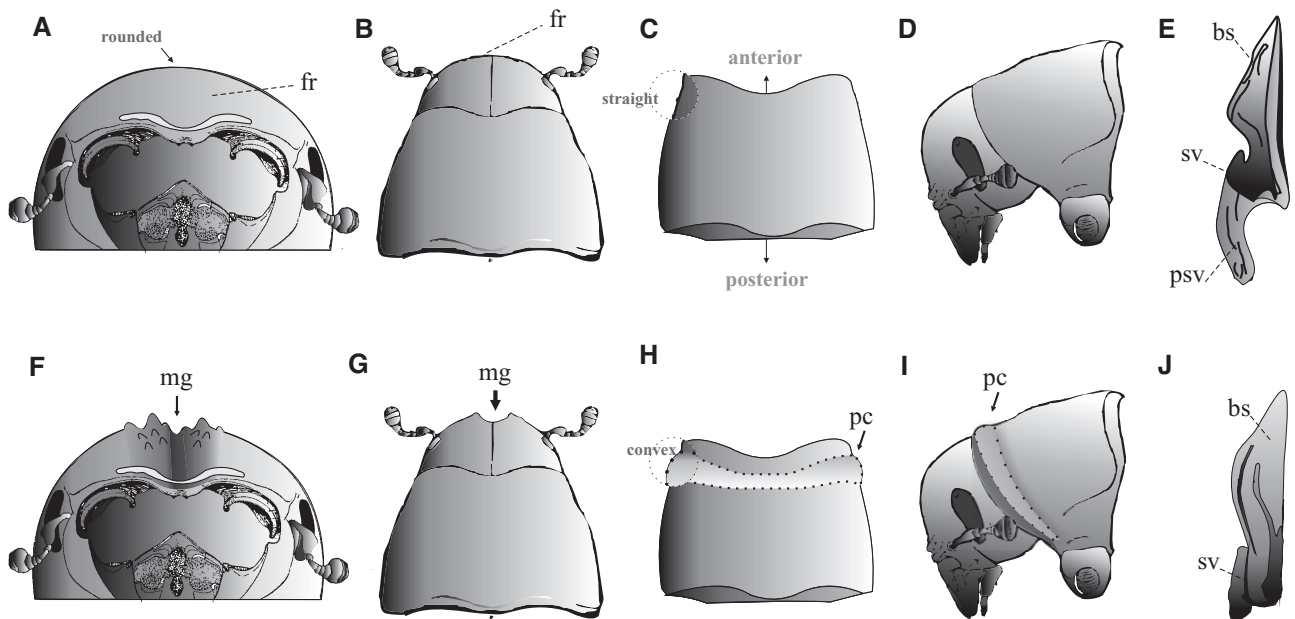 A
rounded
fr
B
fr
C
anterior
straight
posterior
D
E
bs
sv
psv
F
mg
G
mg
H
convex
pc
I
pc
J
bs
sv